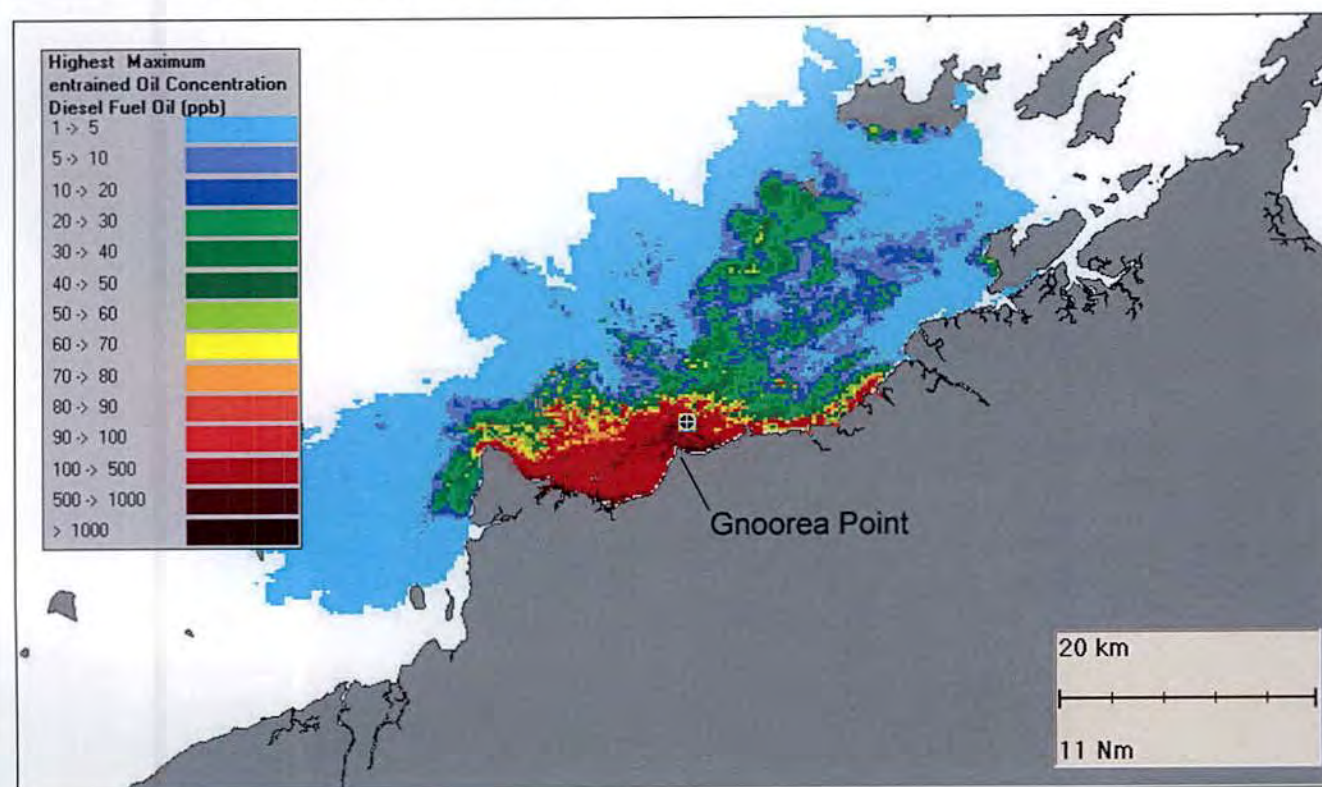 Highest Maximum
entrained Oil Concentration
Diesel Fuel Oil (ppb)
1 -> 5
5 -> 10
10 -> 20
20 -> 30
30 -> 40
40 -> 50
50 -> 60
60 -> 70
70 -> 80
80 -> 90
90 -> 100
100 -> 500
500 -> 1000
> 1000
Gnoorea Point
20 km
11 Nm